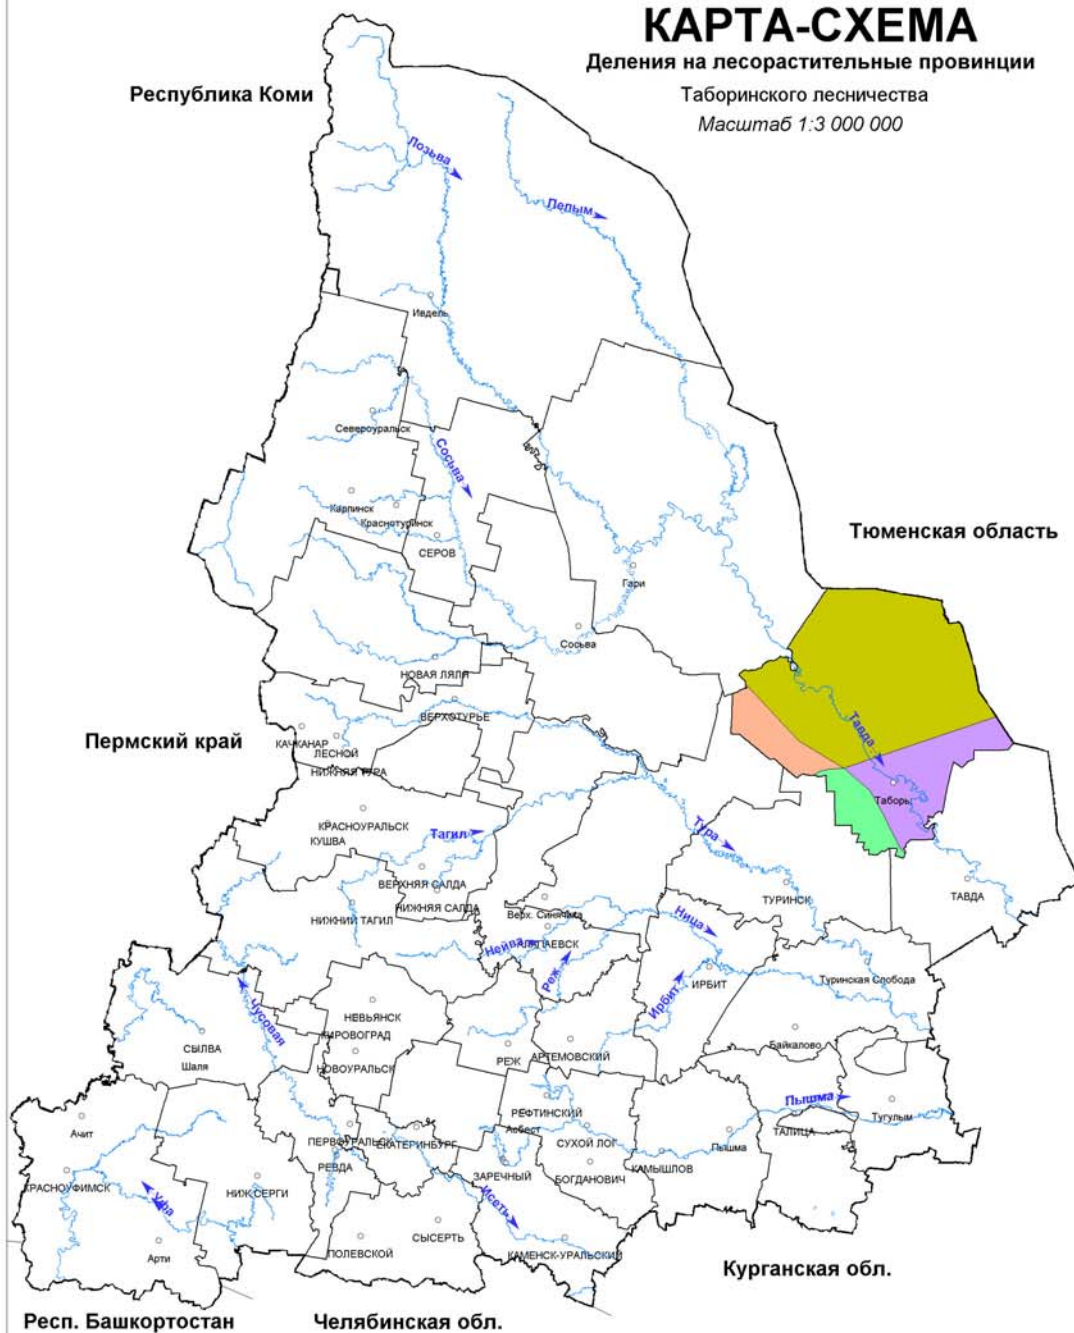 КАРТА-СХЕМА
Деления на лесорастительные провинции
Таборинского лесничества
Масштаб 1:3 000 000
Республика Коми
Лозьва
Пелым
Ивдель
Североуральск
Сосьва
Карпинск
Краснотуринск
СЕРОВ
Тюменская область
Гари
Сосьва
НОВАЯ ЛЯЛЯ
ВЕРХОТУРЬЕ
Пермский край
КАЧКАНАР
ЛЕСНОЙ
НИЖНЯЯ ТУРА
Тавда
Таборы
КРАСНОУРАЛЬСК
КУШВА
Тагил
Тура
ВЕРХНЯЯ САЛДА
НИЖНЯЯ САЛДА
ТУРИНСК
ТАВДА
НИЖНИЙ ТАГИЛ
Верх. Синячиха
Ница
Нейва
АЛАПАЕВСК
Реж
Ирбит
ИРБИТ
Туринская Слобода
Чусовая
НЕВЬЯНСК
КИРОВОГРАД
СЫЛВА
Шаля
НОВОУРАЛЬСК
РЕЖ
АРТЕМОВСКИЙ
Байкалово
Пышма
Ачит
РЕФТИНСКИЙ
Асбест
Тугулым
ТАЛИЦА
ПЕРВОУРАЛЬСК
ЕКАТЕРИНБУРГ
СУХОЙ ЛОГ
Пышма
РЕВДА
КРАСНОУФИМСК
НИЖ.СЕРГИ
ЗАРЕЧНЫЙ
БОГДАНОВИЧ
КАМЫШЛОВ
Уфа
Исеть
СЫСЕРТЬ
Арти
ПОЛЕВСКОЙ
КАМЕНСК-УРАЛЬСКИЙ
Курганская обл.
Респ. Башкортостан
Челябинская обл.